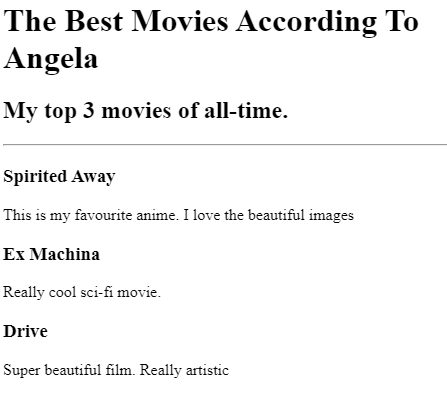 The Best Movies According To
Angela
My top 3 movies of all-time.
Spirited Away
This is my favourite anime. I love the beautiful images
Ex Machina
Really cool sci-fi movie.
Drive
Super beautiful film. Really artistic